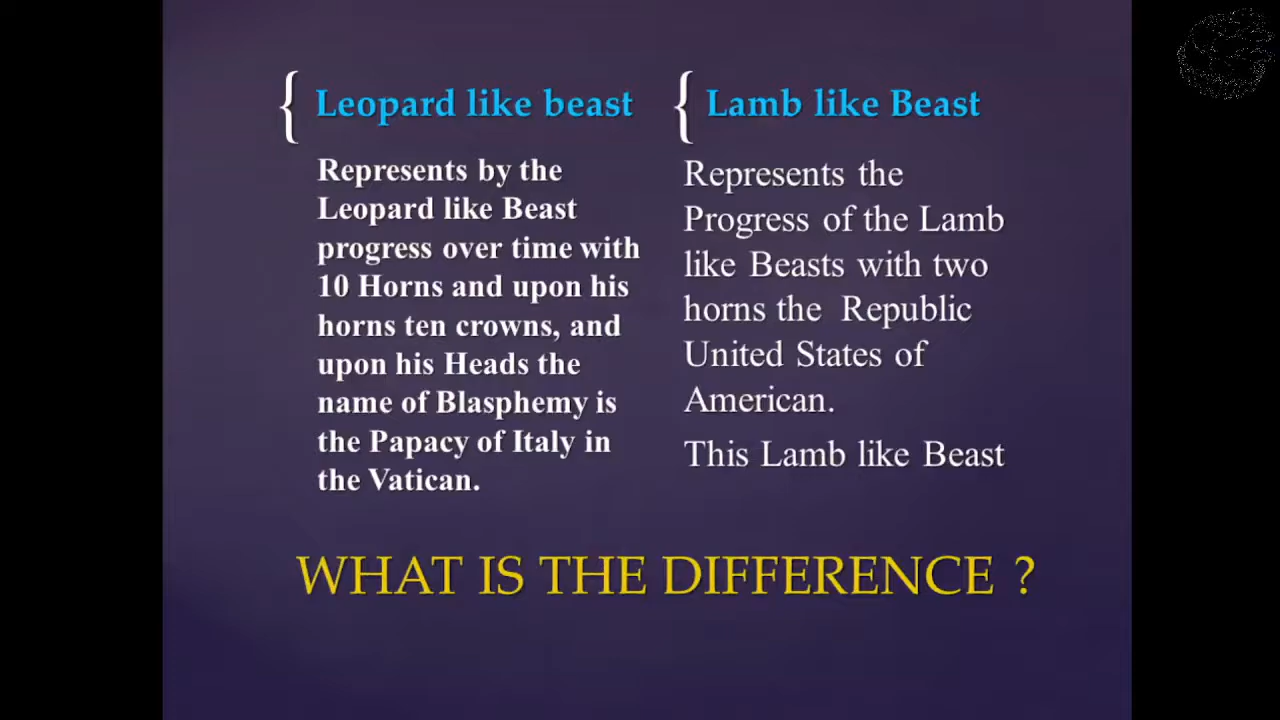 Leopard like beast
Represents by the
Leopard like Beast
progress over time with
10 Horns and upon his
horns ten crowns, and
upon his Heads the
name of Blasphemy is
the Papacy of Italy in
the Vatican.
Lamb like Beast
Represents the
Progress of the Lamb
like Beasts with two
horns the Republic
United States of
American.
This Lamb like Beast
WHAT IS THE DIFFERENCE ?